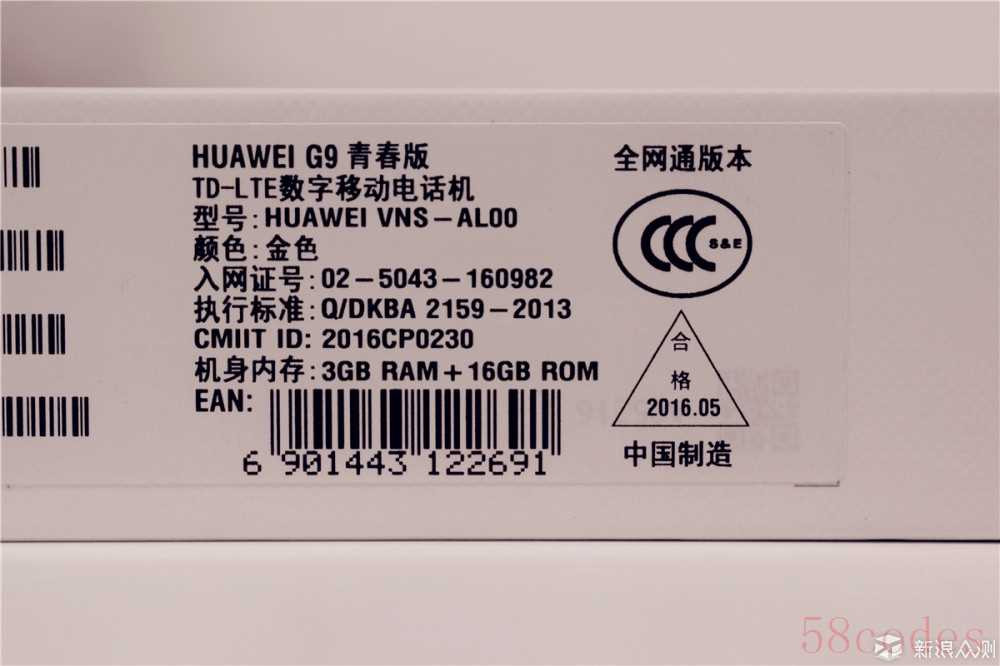 HUAWEI G9 青春版
TD-LTE数字移动电话机
型号:HUAWEI VNS-AL00
颜色:金色
入网证号:02-5043-160982
执行标准:Q/DKBA 2159-2013
CMIIT ID: 2016CP0230
机身内存:3GB RAM+16GB ROM
EAN:
6 901443 122691
全网通版本
CCC S&E
合
格
2016.05
中国制造
58codes
新浪众测